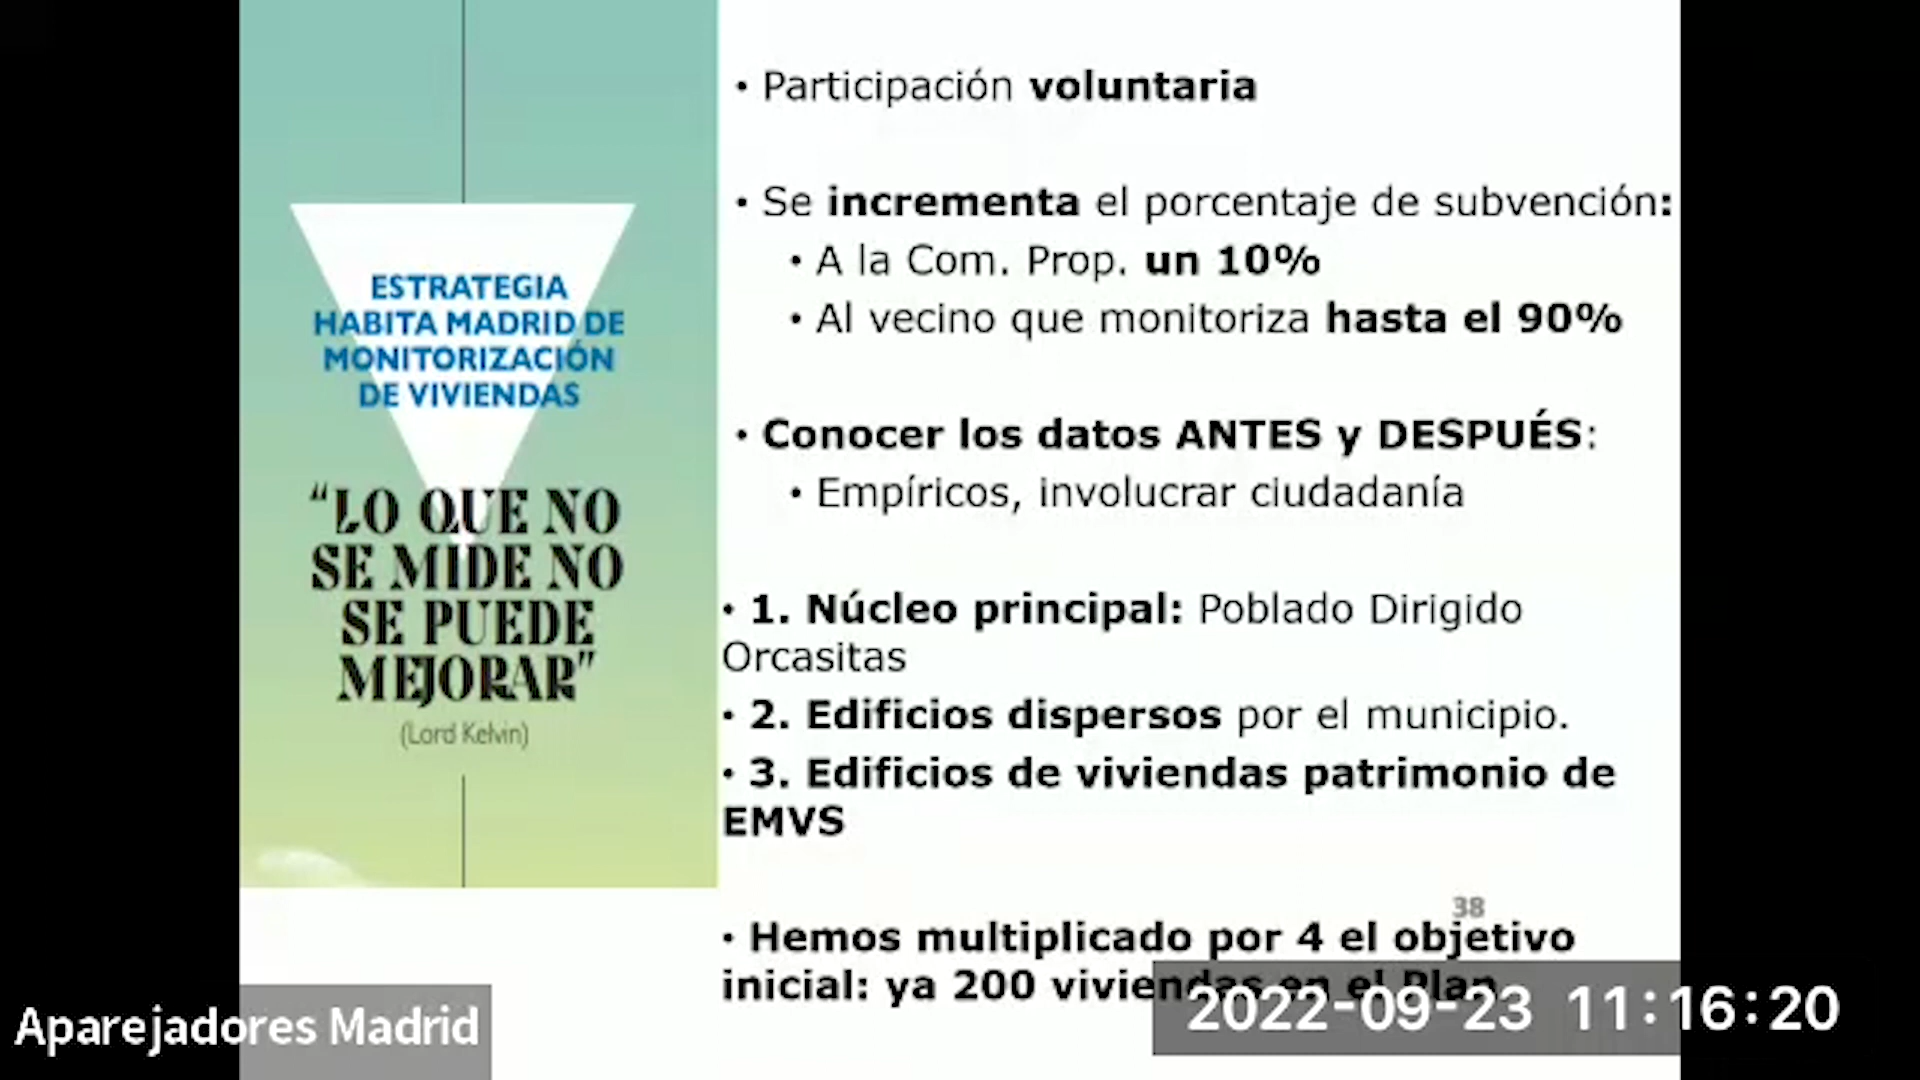 ESTRATEGIA
HABITA MADRID DE
MONITORIZACIÓN
DE VIVIENDAS
“LO QUE NO
SE MIDE NO
SE PUEDE
MEJORAR”
(Lord Kelvin)
• Participación voluntaria
• Se incrementa el porcentaje de subvención:
• A la Com. Prop. un 10%
• Al vecino que monitoriza hasta el 90%
• Conocer los datos ANTES y DESPUÉS:
• Empíricos, involucrar ciudadanía
• 1. Núcleo principal: Poblado Dirigido
Orcasitas
• 2. Edificios dispersos por el municipio.
• 3. Edificios de viviendas patrimonio de
EMVS
38
• Hemos multiplicado por 4 el objetivo
inicial: ya 200 viviendas en el Plan
Aparejadores Madrid
2022-09-23 11:16:20